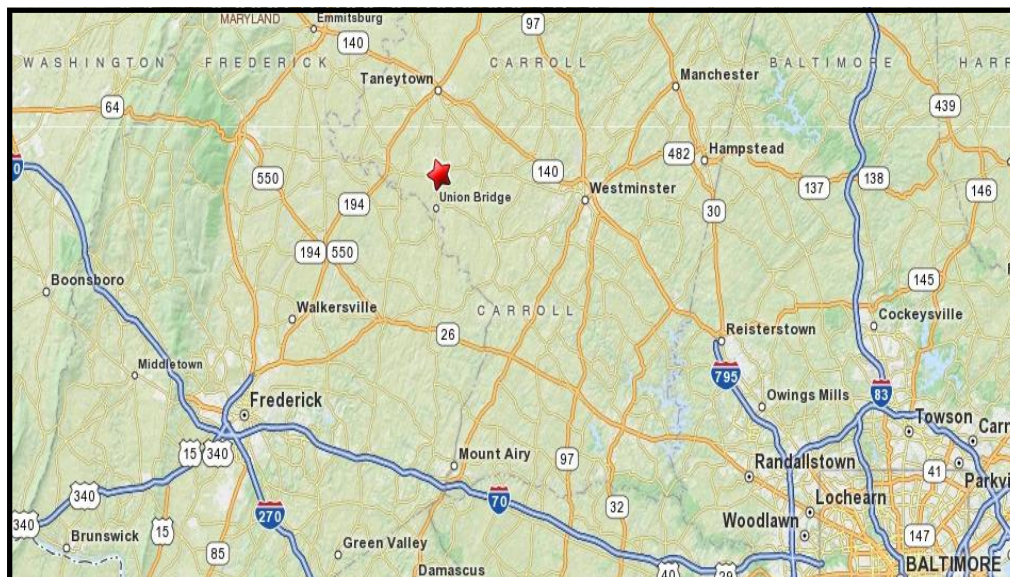 MARYLAND
Emmitsburg
97
140
WASHINGTON
FREDERICK
CARROLL
BALTIMORE
Taneytown
Manchester
64
439
482
Hampstead
140
550
137
138
146
Westminster
Union Bridge
194
30
194
550
145
Boonsboro
Walkersville
CARROLL
Cockeysville
26
Reisterstown
Middletown
795
83
Frederick
Owings Mills
Towson
15
340
Mount Airy
97
Randallstown
41
340
70
32
Lochearn
340
270
Woodlawn
Brunswick
15
85
Green Valley
147
Damascus
40
BALTIMORE